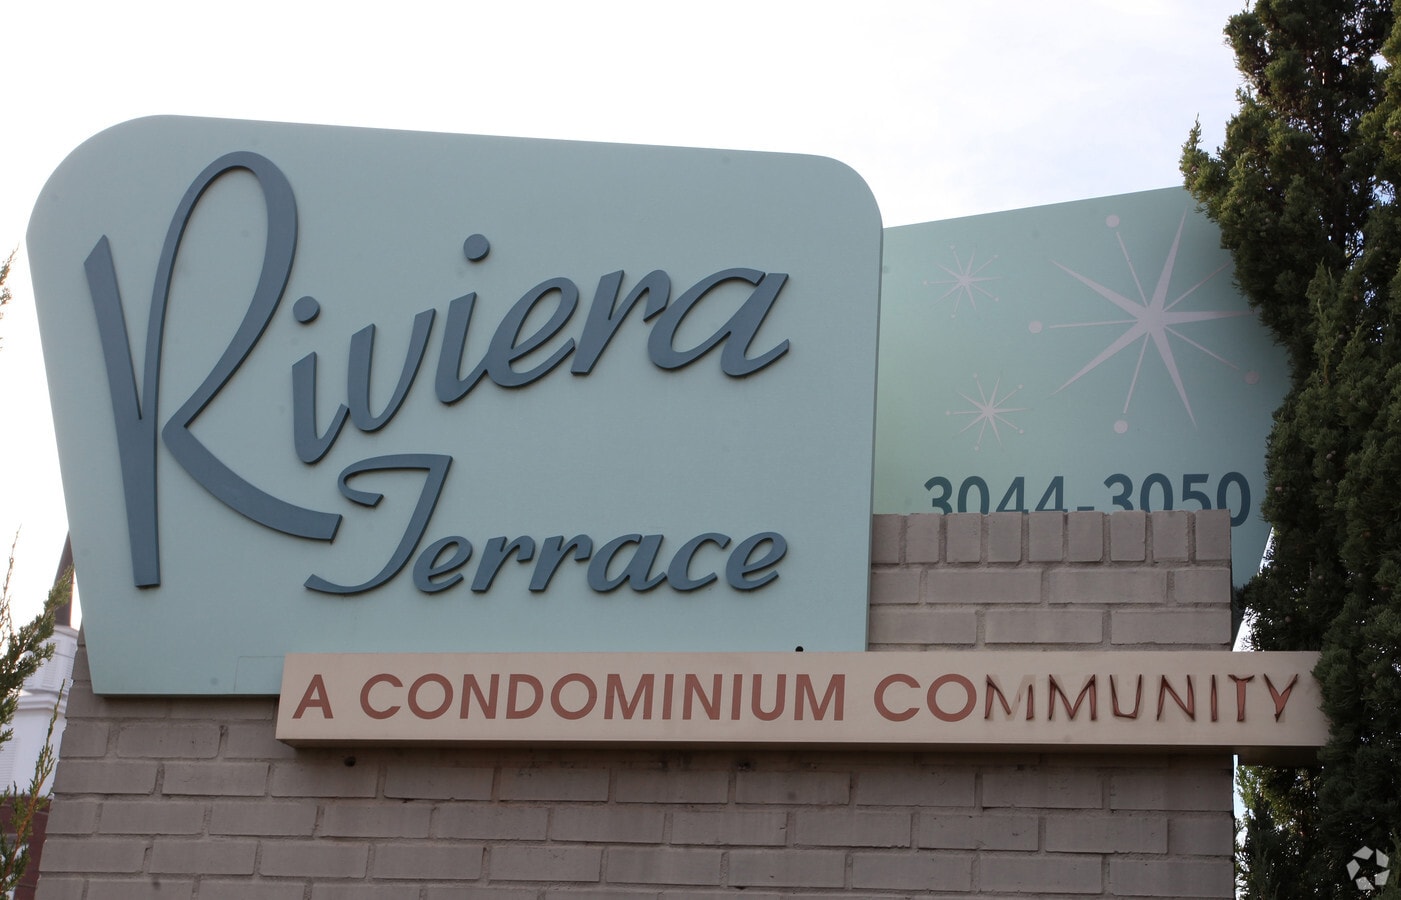 Riviera
Terrace
3044-3050
A CONDOMINIUM COMMUNITY